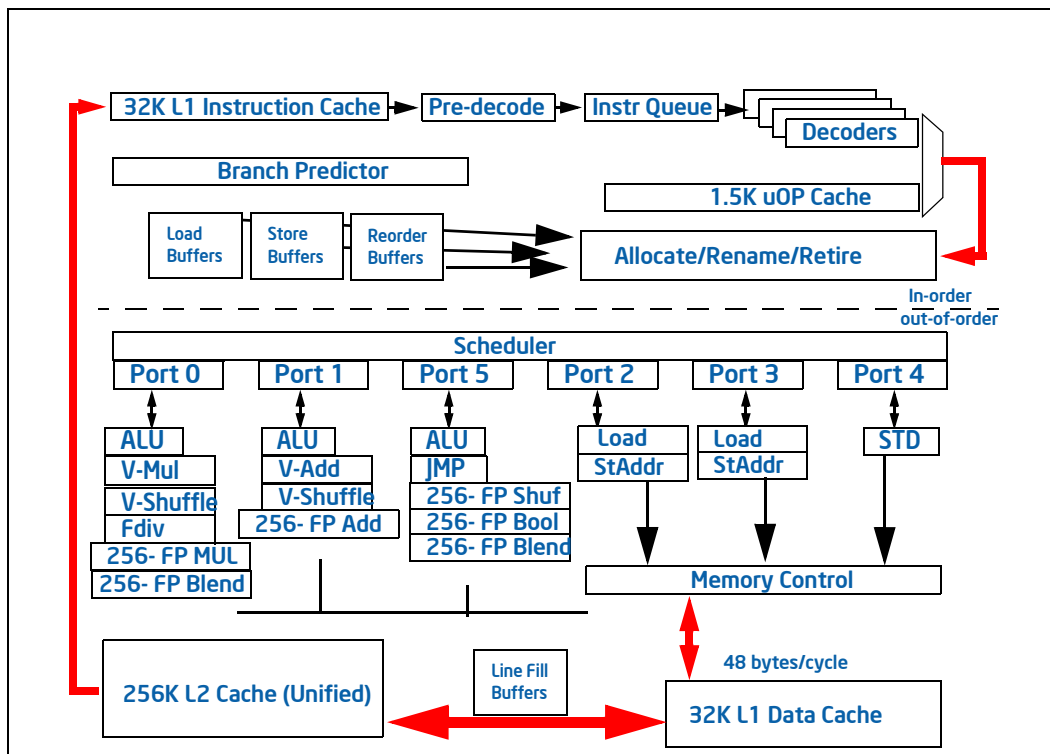 32K L1 Instruction Cache
Pre-decode
Instr Queue
Decoders
Branch Predictor
1.5K uOP Cache
Load
Buffers
Store
Buffers
Reorder
Buffers
Allocate/Rename/Retire
In-order
out-of-order
Scheduler
Port 0
Port 1
Port 5
Port 2
Port 3
Port 4
ALU
V-Mul
V-Shuffle
Fdiv
256- FP MUL
256- FP Blend
ALU
V-Add
V-Shuffle
256- FP Add
ALU
JMP
256- FP Shuf
256- FP Bool
256- FP Blend
Load
StAddr
Load
StAddr
STD
Memory Control
48 bytes/cycle
256K L2 Cache (Unified)
Line Fill
Buffers
32K L1 Data Cache